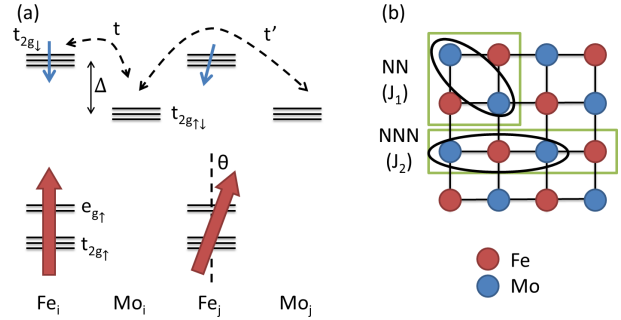 (a)
t2g↓
t
t'
Δ
t2g↑↓
θ
eg↑
t2g↑
Fei
Moi
Fej
Moj
(b)
NN
(J1)
NNN
(J2)
Fe
Mo